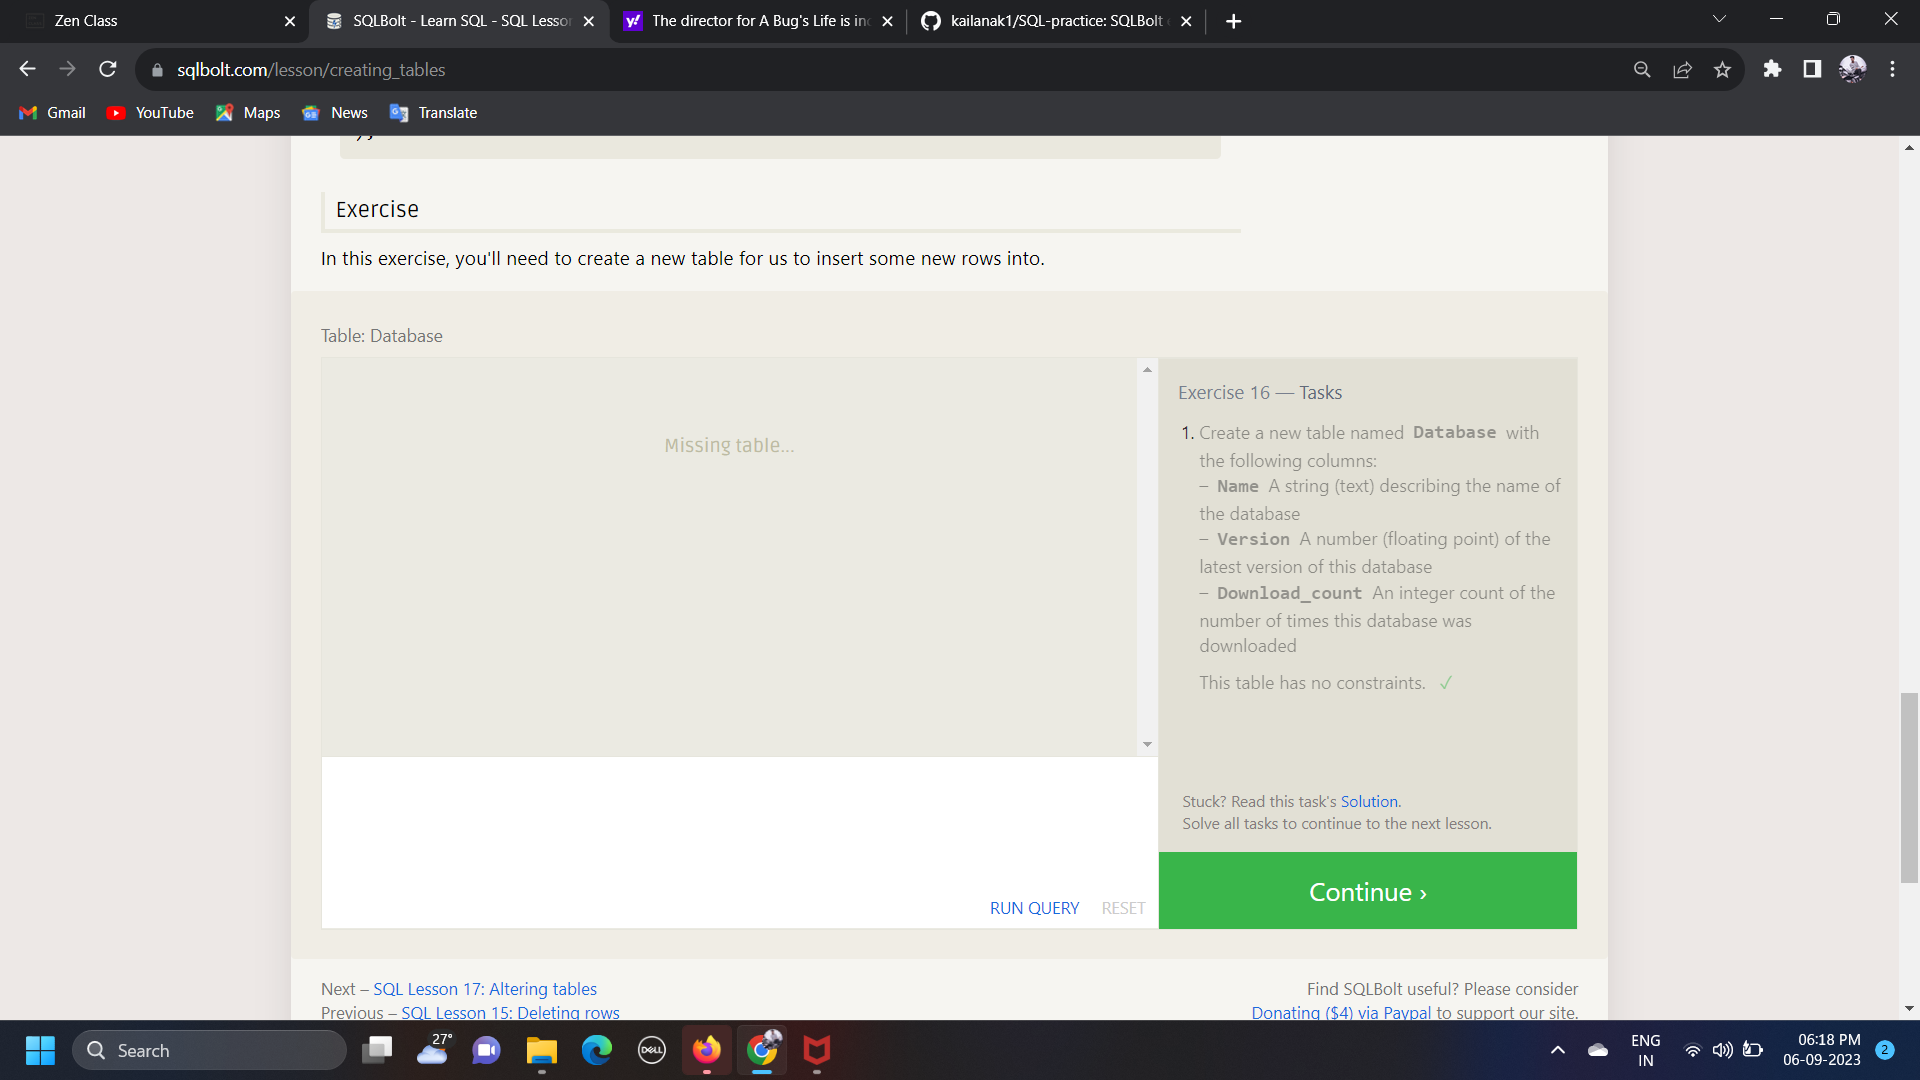 Zen Class
SQLBolt - Learn SQL - SQL Lesson
The director for A Bug's Life is in
kailanak1/SQL-practice: SQLBolt
sqlbolt.com/lesson/creating_tables
Gmail
YouTube
Maps
News
Translate
Exercise
In this exercise, you'll need to create a new table for us to insert some new rows into.
Table: Database
Missing table...
RUN QUERY
RESET
Exercise 16 — Tasks
1. Create a new table named Database with
the following columns:
– Name A string (text) describing the name of
the database
– Version A number (floating point) of the
latest version of this database
– Download_count An integer count of the
number of times this database was
downloaded
This table has no constraints. ✓
Stuck? Read this task's Solution.
Solve all tasks to continue to the next lesson.
Continue ›
Next – SQL Lesson 17: Altering tables
Previous – SQL Lesson 15: Deleting rows
Find SQLBolt useful? Please consider
Donating ($4) via Paypal to support our site.
Search
27°
DELL
ENG
IN
06:18 PM
06-09-2023
2